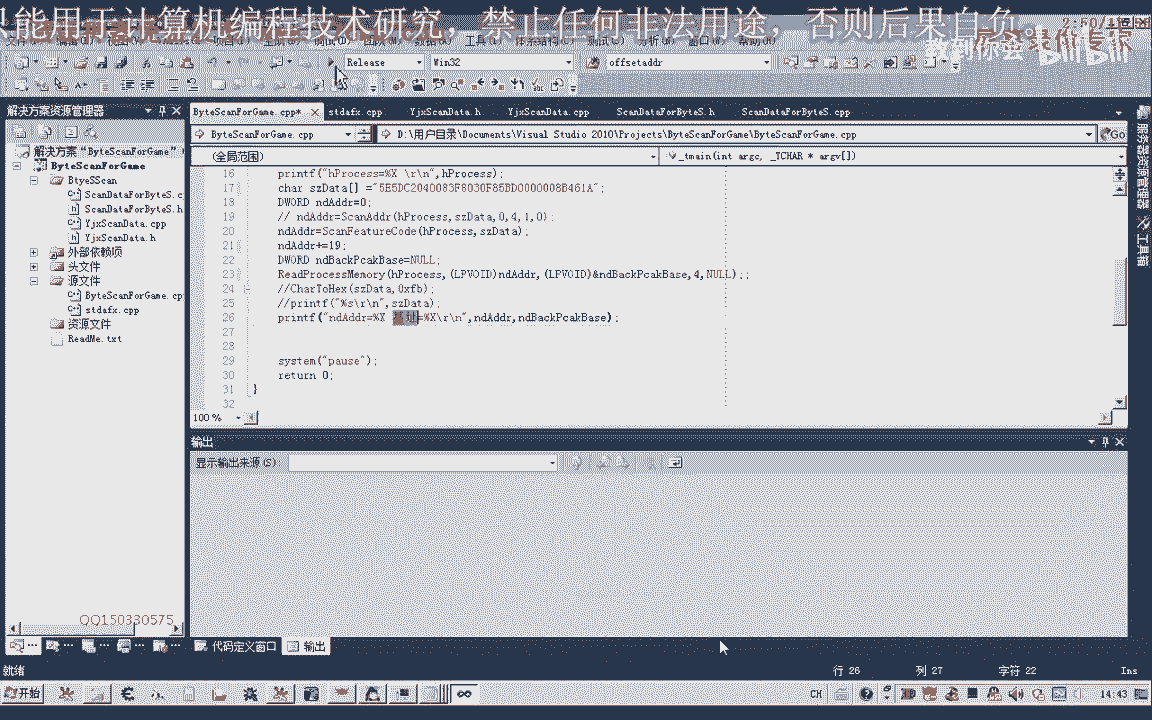 只能用于计算机编程技术研究，禁止任何非法用途，否则后果自负。
Release
Win32
offsetaddr
解决方案资源管理器
ByteScanForGame.cpp*
stdafx.cpp
YjxScanData.h
YjxScanData.cpp
ScanDataForByteS.h
ScanDataForByteS.cpp
ByteScanForGame.cpp
D:\用户目录\Documents\Visual Studio 2010\Projects\ByteScanForGame\ByteScanForGame.cpp
Go
(全局范围)
_tmain(int argc, _TCHAR * argv[])
解决方案"ByteScanForGame"
ByteScanForGame
BtyeSScan
ScanDataForByteS.c
ScanDataForByteS.h
YjxScanData.cpp
YjxScanData.h
外部依赖项
头文件
源文件
ByteScanForGame.cp
stdafx.cpp
资源文件
ReadMe.txt
16 printf("hProcess=%X \r\n",hProcess);
17 char szData[] ="5E5DC2040083F8030F85BD0000008B461A";
18 DWORD ndAddr=0;
19 // ndAddr=ScanAddr(hProcess,szData,0,4,1,0);
20 ndAddr=ScanFeatureCode(hProcess,szData);
21 ndAddr+=19;
22 DWORD ndBackPcakBase=NULL;
23 ReadProcessMemory(hProcess,(LPVOID)ndAddr,(LPVOID)&ndBackPcakBase,4,NULL);;
24 //CharToHex(szData,0xfb);
25 //printf("%s\r\n",szData);
26 printf("ndAddr=%X 基址=%X\r\n",ndAddr,ndBackPcakBase);
27
28
29 system("pause");
30 return 0;
31 }
32
100 %
输出
显示输出来源(S):
服务器资源管理器
工具箱
QQ150330575
代码定义窗口
输出
就绪
行 26
列 27
字符 22
Ins
开始
CH
14:43